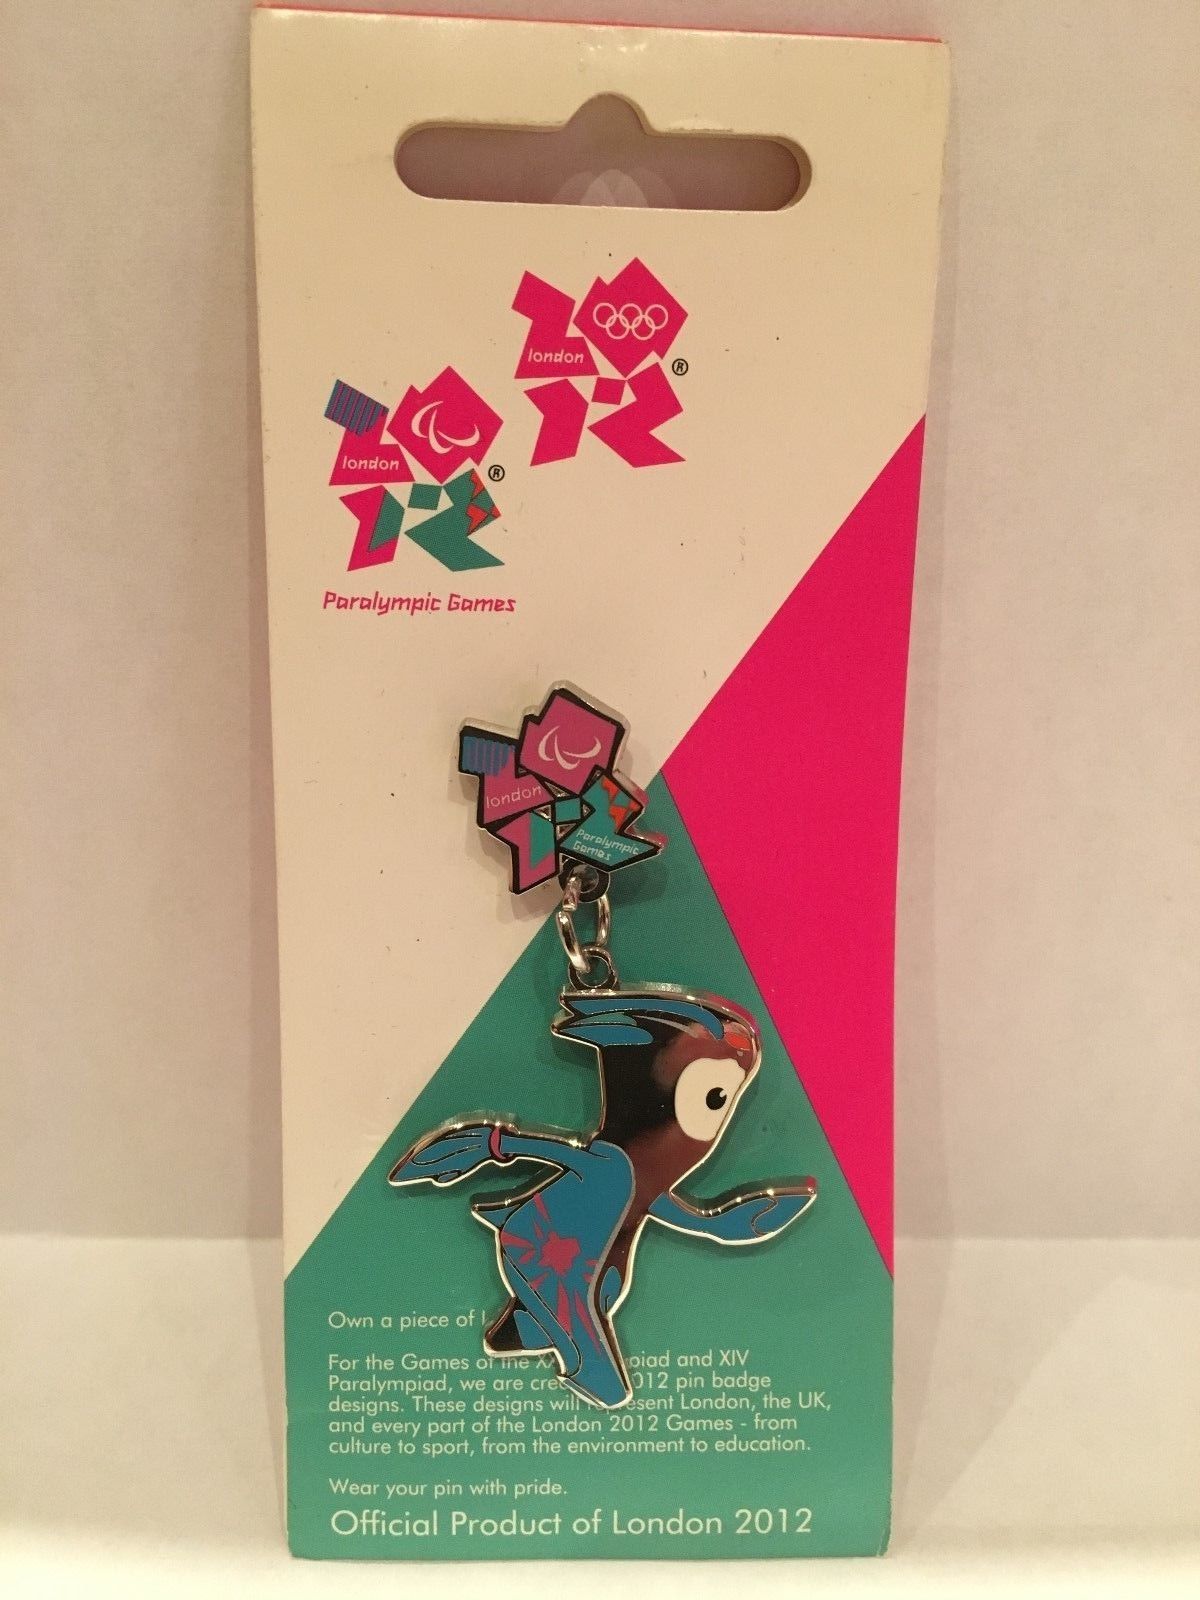 london
®
london
®
Paralympic Games
london
Paralympic
Games
Own a piece of
For the Games of the piad and XIV
Paralympiad, we are 012 pin badge
designs. These designs will represent London, the UK,
and every part of the London 2012 Games - from
culture to sport, from the environment to education.
Wear your pin with pride.
Official Product of London 2012